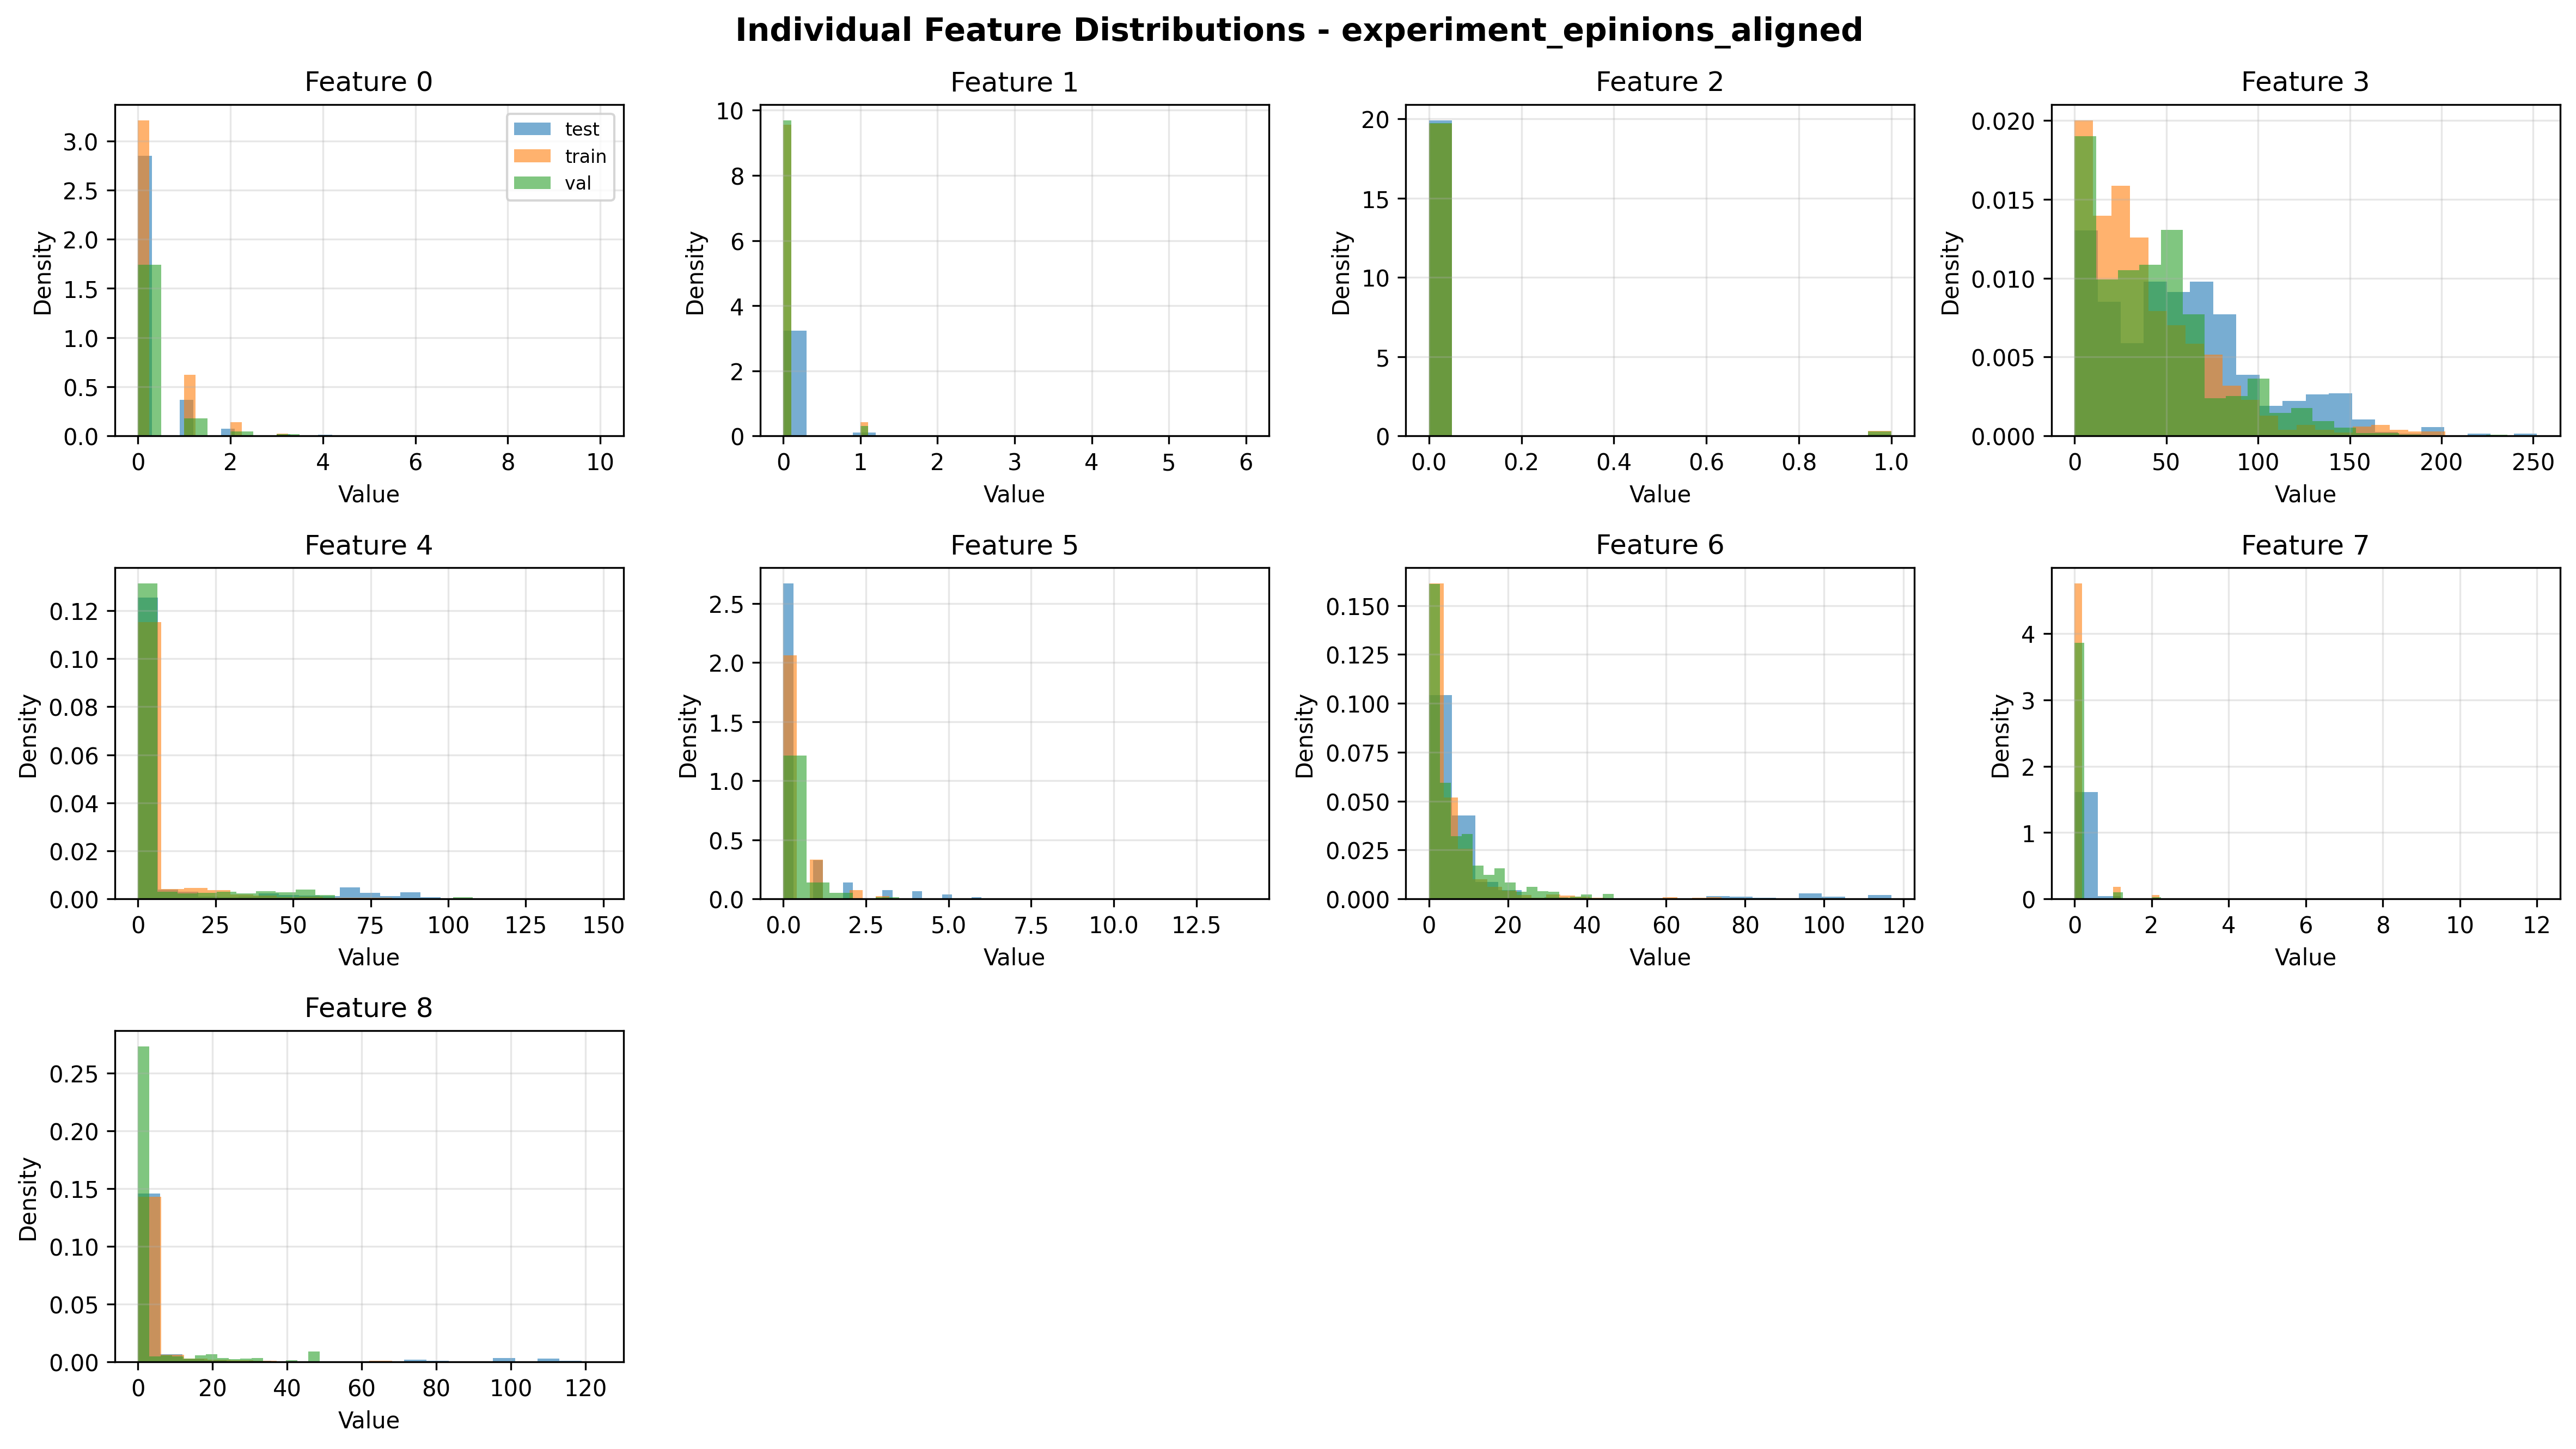 Individual Feature Distributions - experiment_epinions_aligned
Feature 0
3.0
2.5
2.0
1.5
1.0
0.5
0.0
Density
0 2 4 6 8 10
Value
test
train
val
Feature 1
10
8
6
4
2
0
Density
0 1 2 3 4 5 6
Value
Feature 2
20
15
10
5
0
Density
0.0 0.2 0.4 0.6 0.8 1.0
Value
Feature 3
0.020
0.015
0.010
0.005
0.000
Density
0 50 100 150 200 250
Value
Feature 4
0.12
0.10
0.08
0.06
0.04
0.02
0.00
Density
0 25 50 75 100 125 150
Value
Feature 5
2.5
2.0
1.5
1.0
0.5
0.0
Density
0.0 2.5 5.0 7.5 10.0 12.5
Value
Feature 6
0.150
0.125
0.100
0.075
0.050
0.025
0.000
Density
0 20 40 60 80 100 120
Value
Feature 7
4
3
2
1
0
Density
0 2 4 6 8 10 12
Value
Feature 8
0.25
0.20
0.15
0.10
0.05
0.00
Density
0 20 40 60 80 100 120
Value